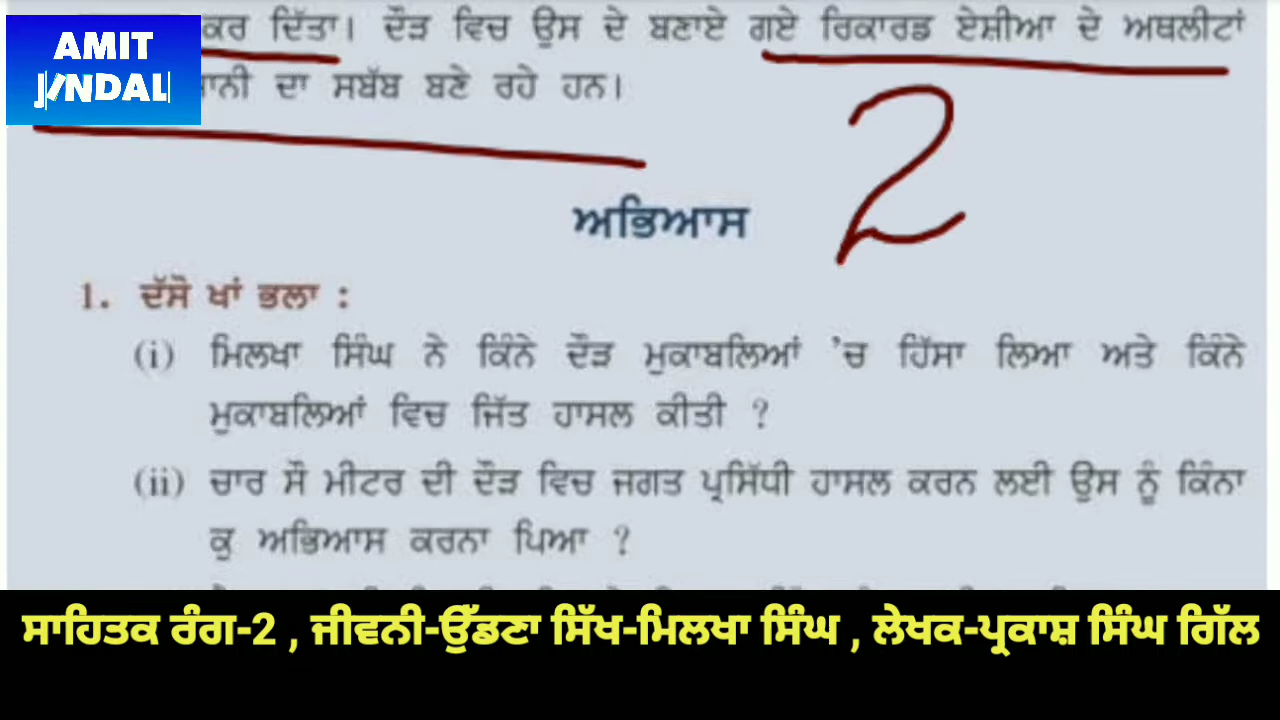 AMIT
JINDAL
ਕਰ ਦਿੱਤਾ। ਦੌੜ ਵਿਚ ਉਸ ਦੇ ਬਣਾਏ ਗਏ ਰਿਕਾਰਡ ਏਸ਼ੀਆ ਦੇ ਅਥਲੀਟਾਂ
ਦਾ ਸਬੱਬ ਬਣੇ ਰਹੇ ਹਨ।
2
ਅਭਿਆਸ
1. ਦੱਸੋ ਖਾਂ ਭਲਾ :
(i) ਮਿਲਖਾ ਸਿੰਘ ਨੇ ਕਿੰਨੇ ਦੌੜ ਮੁਕਾਬਲਿਆਂ ’ਚ ਹਿੱਸਾ ਲਿਆ ਅਤੇ ਕਿੰਨੇ
ਮੁਕਾਬਲਿਆਂ ਵਿਚ ਜਿੱਤ ਹਾਸਲ ਕੀਤੀ ?
(ii) ਚਾਰ ਸੌ ਮੀਟਰ ਦੀ ਦੌੜ ਵਿਚ ਜਗਤ ਪ੍ਰਸਿੱਧੀ ਹਾਸਲ ਕਰਨ ਲਈ ਉਸ ਨੂੰ ਕਿੰਨਾ
ਕੁ ਅਭਿਆਸ ਕਰਨਾ ਪਿਆ ?
ਸਾਹਿਤਕ ਰੰਗ-2 , ਜੀਵਨੀ-ਉੱਡਣਾ ਸਿੱਖ-ਮਿਲਖਾ ਸਿੰਘ , ਲੇਖਕ-ਪ੍ਰਕਾਸ਼ ਸਿੰਘ ਗਿੱਲ